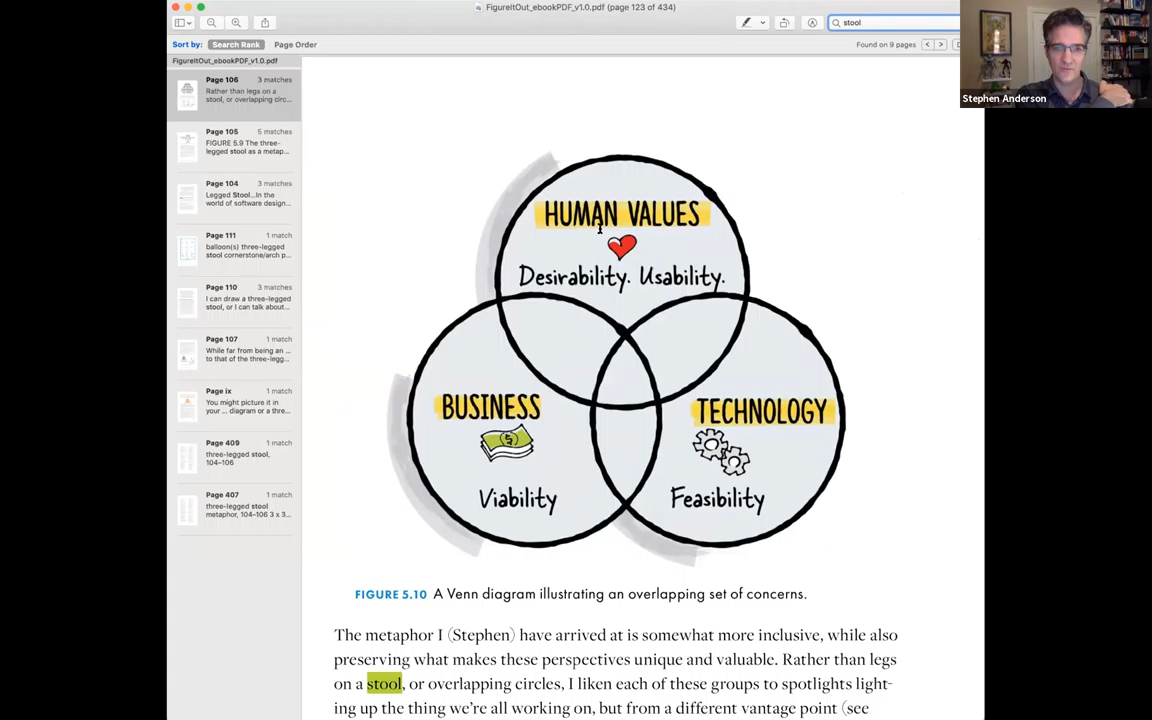 FigureItOut_ebookPDF_v1.0.pdf (page 123 of 434)
stool
Sort by: Search Rank Page Order
Found on 9 pages
FigureItOut_ebookPDF_v1.0.pdf
Page 106 3 matches
Rather than legs on a
stool, or overlapping circ...
Page 105 5 matches
FIGURE 5.9 The three-
legged stool as a metap...
Page 104 3 matches
Legged Stool...In the
world of software design...
Page 111 1 match
balloon(s) three-legged
stool cornerstone/arch p...
Page 110 3 matches
I can draw a three-legged
stool, or I can talk about...
Page 107 1 match
While far from being an ...
to that of the three-legg...
Page ix 1 match
You might picture it in
your ... diagram or a thre...
Page 409 1 match
three-legged stool,
104–106
Page 407 1 match
three-legged stool
metaphor, 104–106 3 x 3...
Stephen Anderson
HUMAN VALUES
Desirability. Usability.
BUSINESS
Viability
TECHNOLOGY
Feasibility
FIGURE 5.10 A Venn diagram illustrating an overlapping set of concerns.
The metaphor I (Stephen) have arrived at is somewhat more inclusive, while also
preserving what makes these perspectives unique and valuable. Rather than legs
on a stool, or overlapping circles, I liken each of these groups to spotlights light-
ing up the thing we're all working on, but from a different vantage point (see